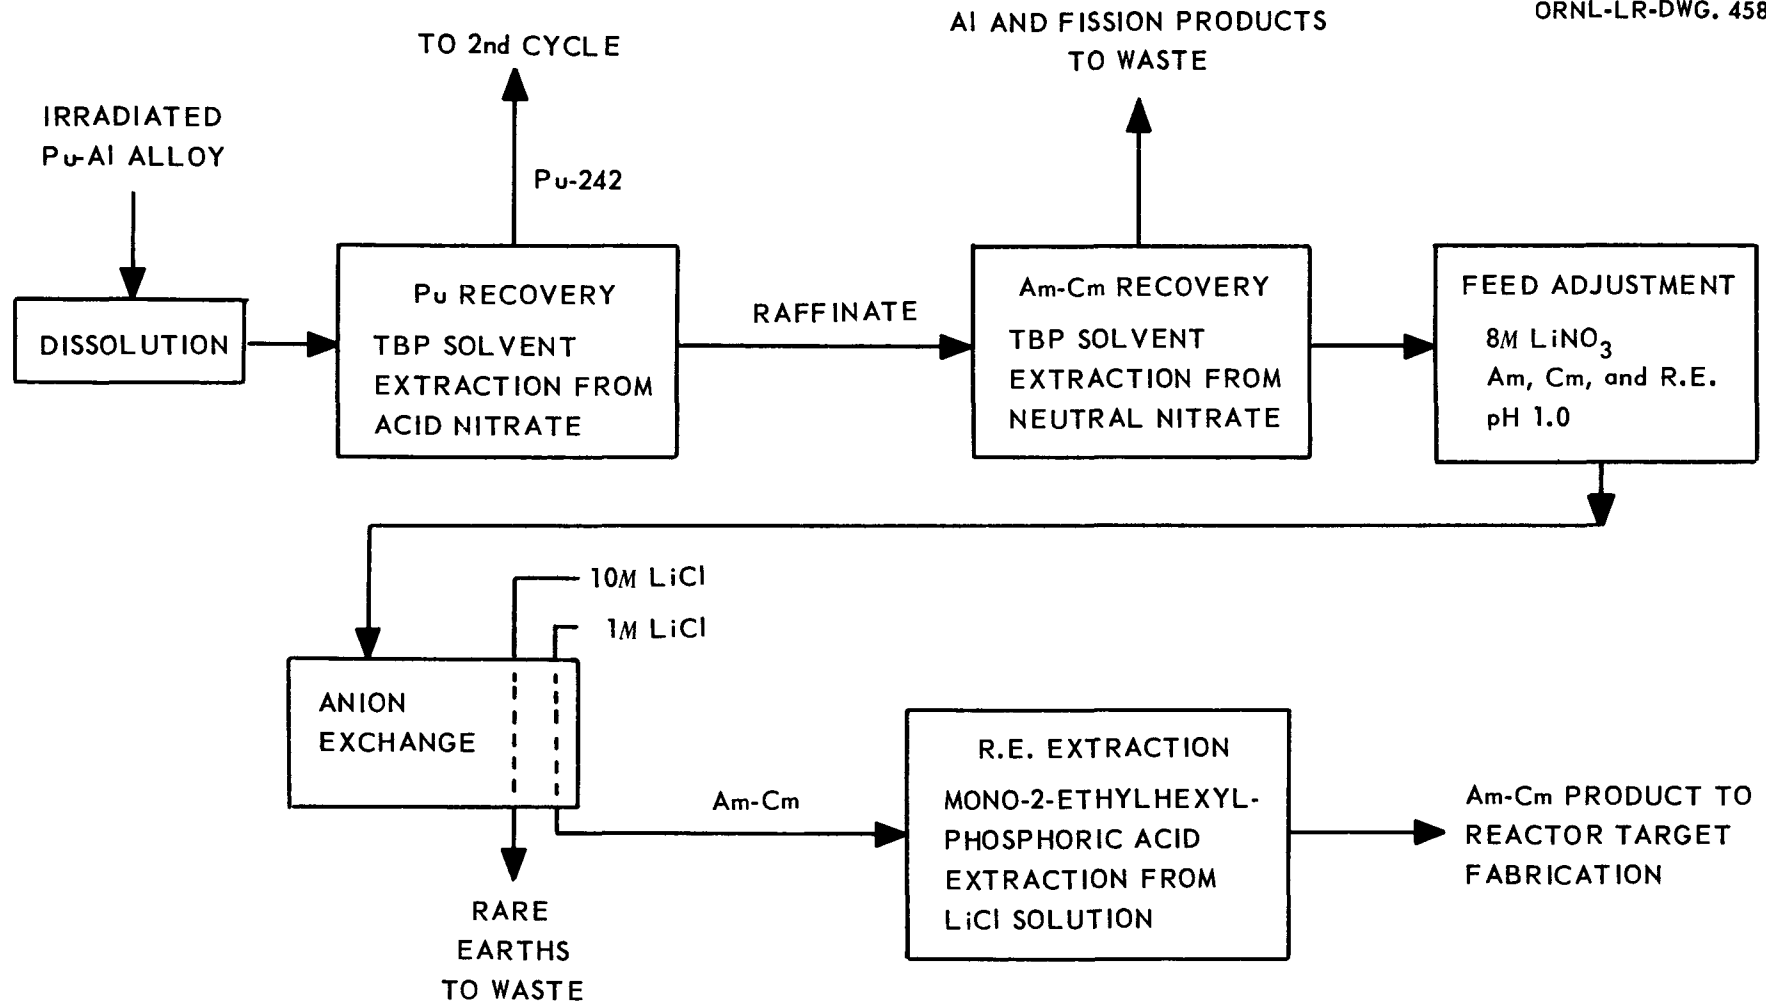 ORNL-LR-DWG. 458
Al AND FISSION PRODUCTS
TO WASTE
TO 2nd CYCLE
IRRADIATED
Pu-Al ALLOY
Pu-242
DISSOLUTION
Pu RECOVERY
TBP SOLVENT
EXTRACTION FROM
ACID NITRATE
RAFFINATE
Am-Cm RECOVERY
TBP SOLVENT
EXTRACTION FROM
NEUTRAL NITRATE
FEED ADJUSTMENT
8M LiNO3
Am, Cm, and R.E.
pH 1.0
10M LiCl
1M LiCl
ANION
EXCHANGE
RARE
EARTHS
TO WASTE
Am-Cm
R.E. EXTRACTION
MONO-2-ETHYLHEXYL-
PHOSPHORIC ACID
EXTRACTION FROM
LiCl SOLUTION
Am-Cm PRODUCT TO
REACTOR TARGET
FABRICATION